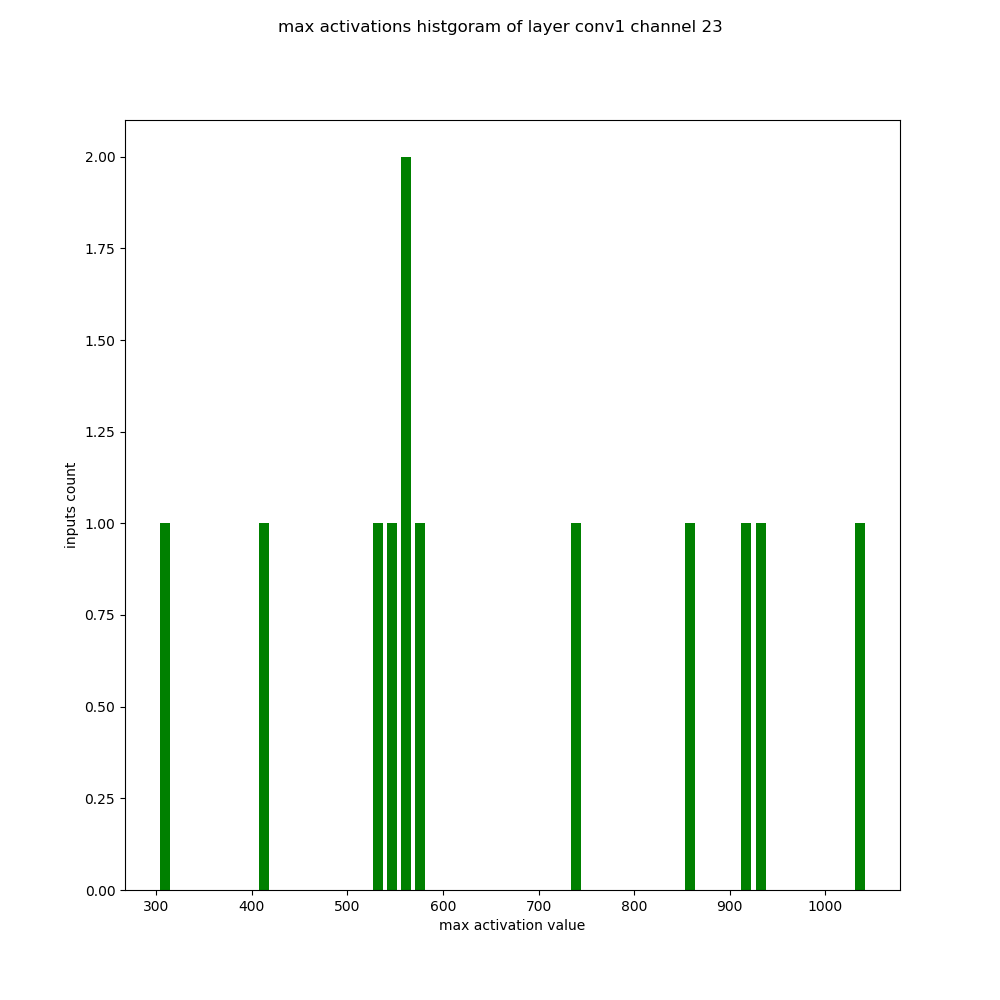 max activations histgoram of layer conv1 channel 23
2.00
1.75
1.50
1.25
1.00
0.75
0.50
0.25
0.00
inputs count
300 400 500 600 700 800 900 1000
max activation value